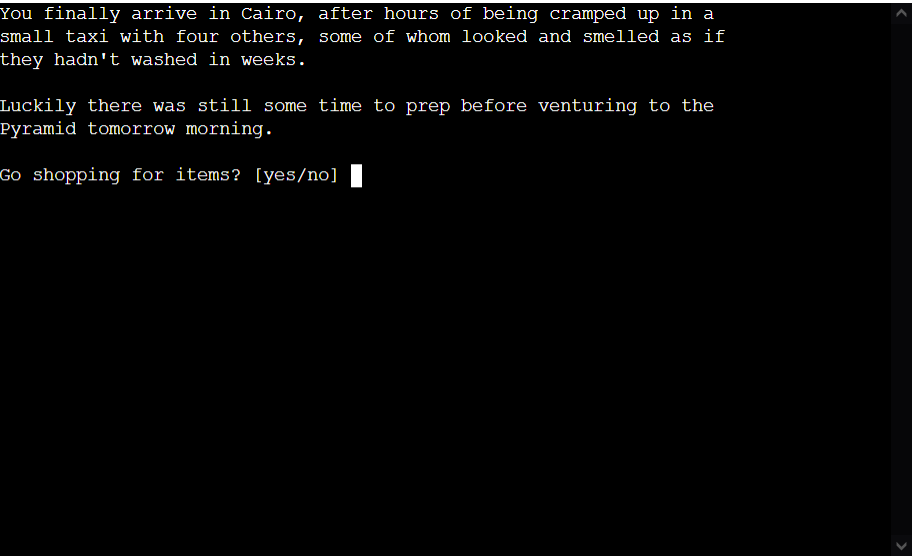 You finally arrive in Cairo, after hours of being cramped up in a
small taxi with four others, some of whom looked and smelled as if
they hadn't washed in weeks.
Luckily there was still some time to prep before venturing to the
Pyramid tomorrow morning.
Go shopping for items? [yes/no]